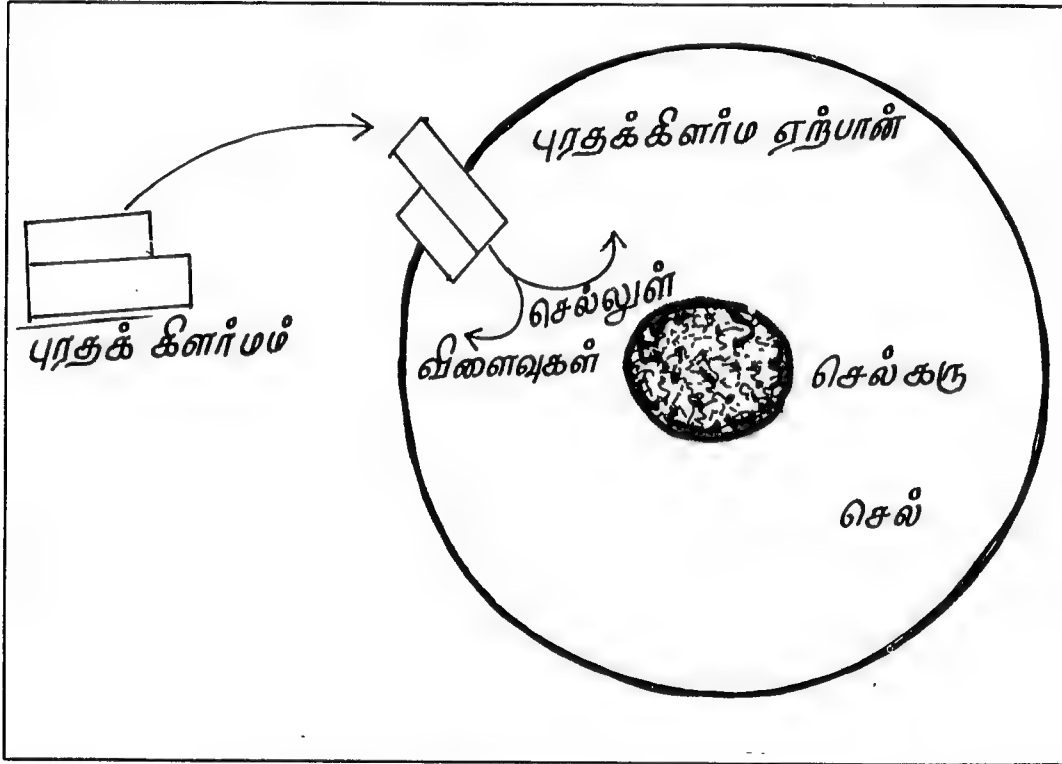 புரதக்கிளர்ம ஏற்பான்
புரதக் கிளர்மம்
செல்லுள்
விளைவுகள்
செல்கரு
செல்